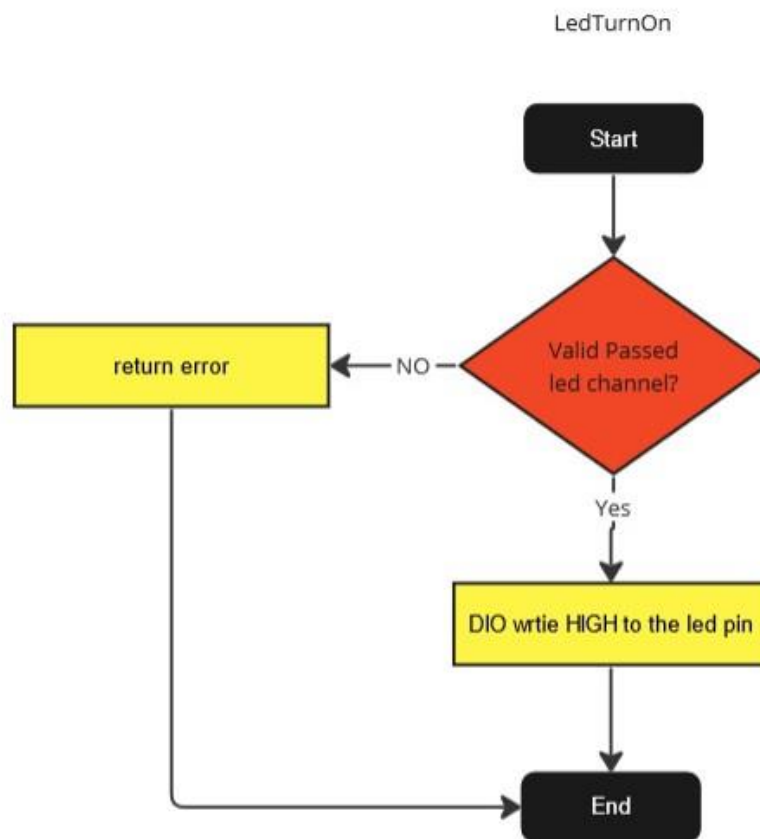 LedTurnOn
Start
Valid Passed
led channel?
NO
return error
Yes
DIO wrtie HIGH to the led pin
End